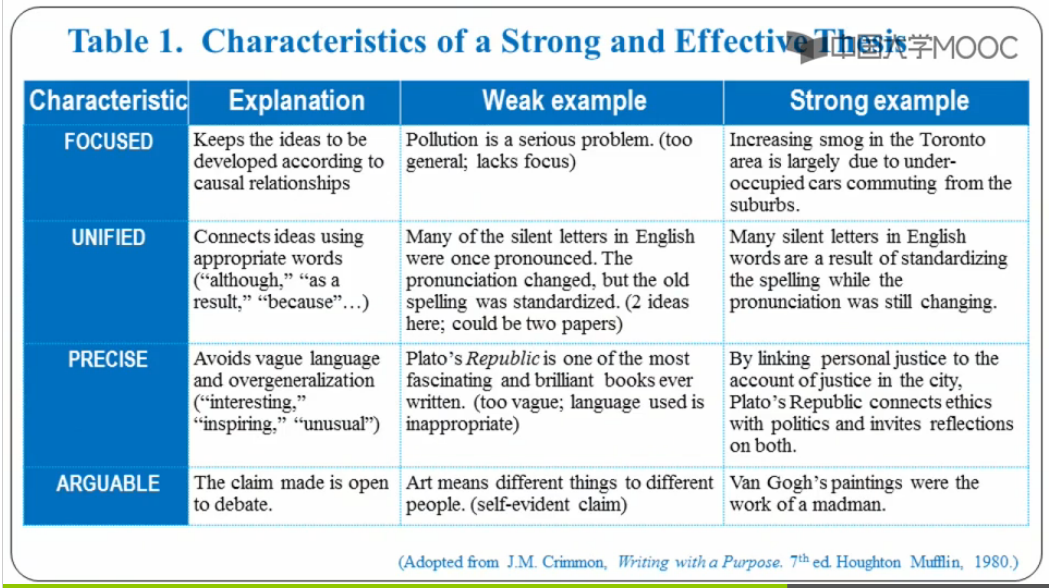 Table 1. Characteristics of a Strong and Effective Thesis
中国大学MOOC
Characteristic Explanation Weak example Strong example
FOCUSED
Keeps the ideas to be
developed according to
causal relationships
Pollution is a serious problem. (too
general; lacks focus)
Increasing smog in the Toronto
area is largely due to under-
occupied cars commuting from the
suburbs.
UNIFIED
Connects ideas using
appropriate words
(“although,” “as a
result,” “because”…)
Many of the silent letters in English
were once pronounced. The
pronunciation changed, but the old
spelling was standardized. (2 ideas
here; could be two papers)
Many silent letters in English
words are a result of standardizing
the spelling while the
pronunciation was still changing.
PRECISE
Avoids vague language
and overgeneralization
(“interesting,”
“inspiring,” “unusual”)
Plato’s Republic is one of the most
fascinating and brilliant books ever
written. (too vague; language used is
inappropriate)
By linking personal justice to the
account of justice in the city,
Plato’s Republic connects ethics
with politics and invites reflections
on both.
ARGUABLE
The claim made is open
to debate.
Art means different things to different
people. (self-evident claim)
Van Gogh’s paintings were the
work of a madman.
(Adopted from J.M. Crimmon, Writing with a Purpose. 7th ed. Houghton Mufflin, 1980.)